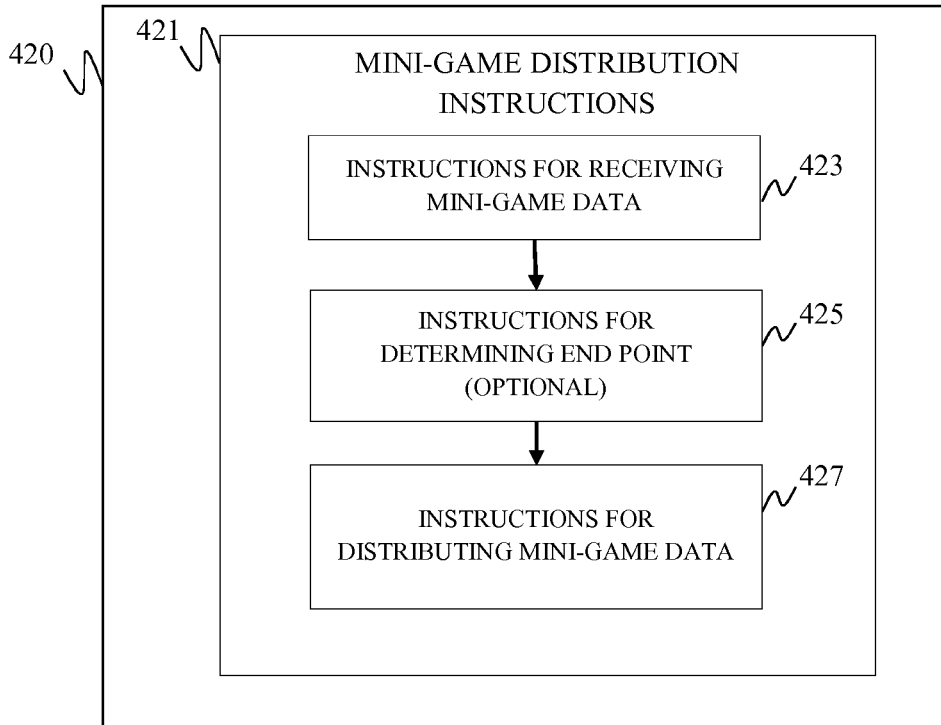 420
421
MINI-GAME DISTRIBUTION
INSTRUCTIONS
INSTRUCTIONS FOR RECEIVING
MINI-GAME DATA
423
INSTRUCTIONS FOR
DETERMINING END POINT
(OPTIONAL)
425
INSTRUCTIONS FOR
DISTRIBUTING MINI-GAME DATA
427